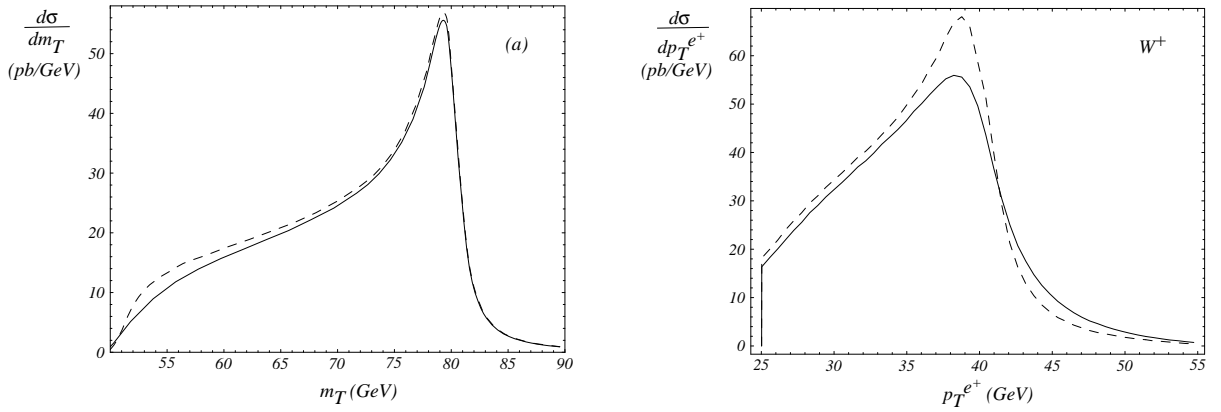 dσ
dm_T
(pb/GeV)
(a)
50
40
30
20
10
0
55 60 65 70 75 80 85 90
m_T (GeV)
dσ
dp_T^{e+}
(pb/GeV)
W^+
60
50
40
30
20
10
0
25 30 35 40 45 50 55
p_T^{e+} (GeV)